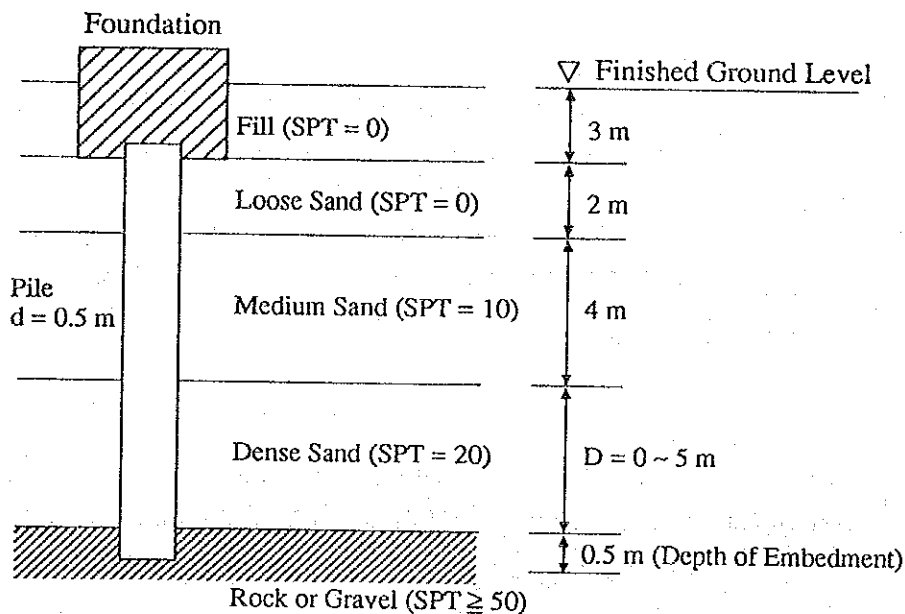 Foundation
▽ Finished Ground Level
Fill (SPT = 0)
3 m
Loose Sand (SPT = 0)
2 m
Pile
d = 0.5 m
Medium Sand (SPT = 10)
4 m
Dense Sand (SPT = 20)
D = 0 ~ 5 m
0.5 m (Depth of Embedment)
Rock or Gravel (SPT ≧ 50)